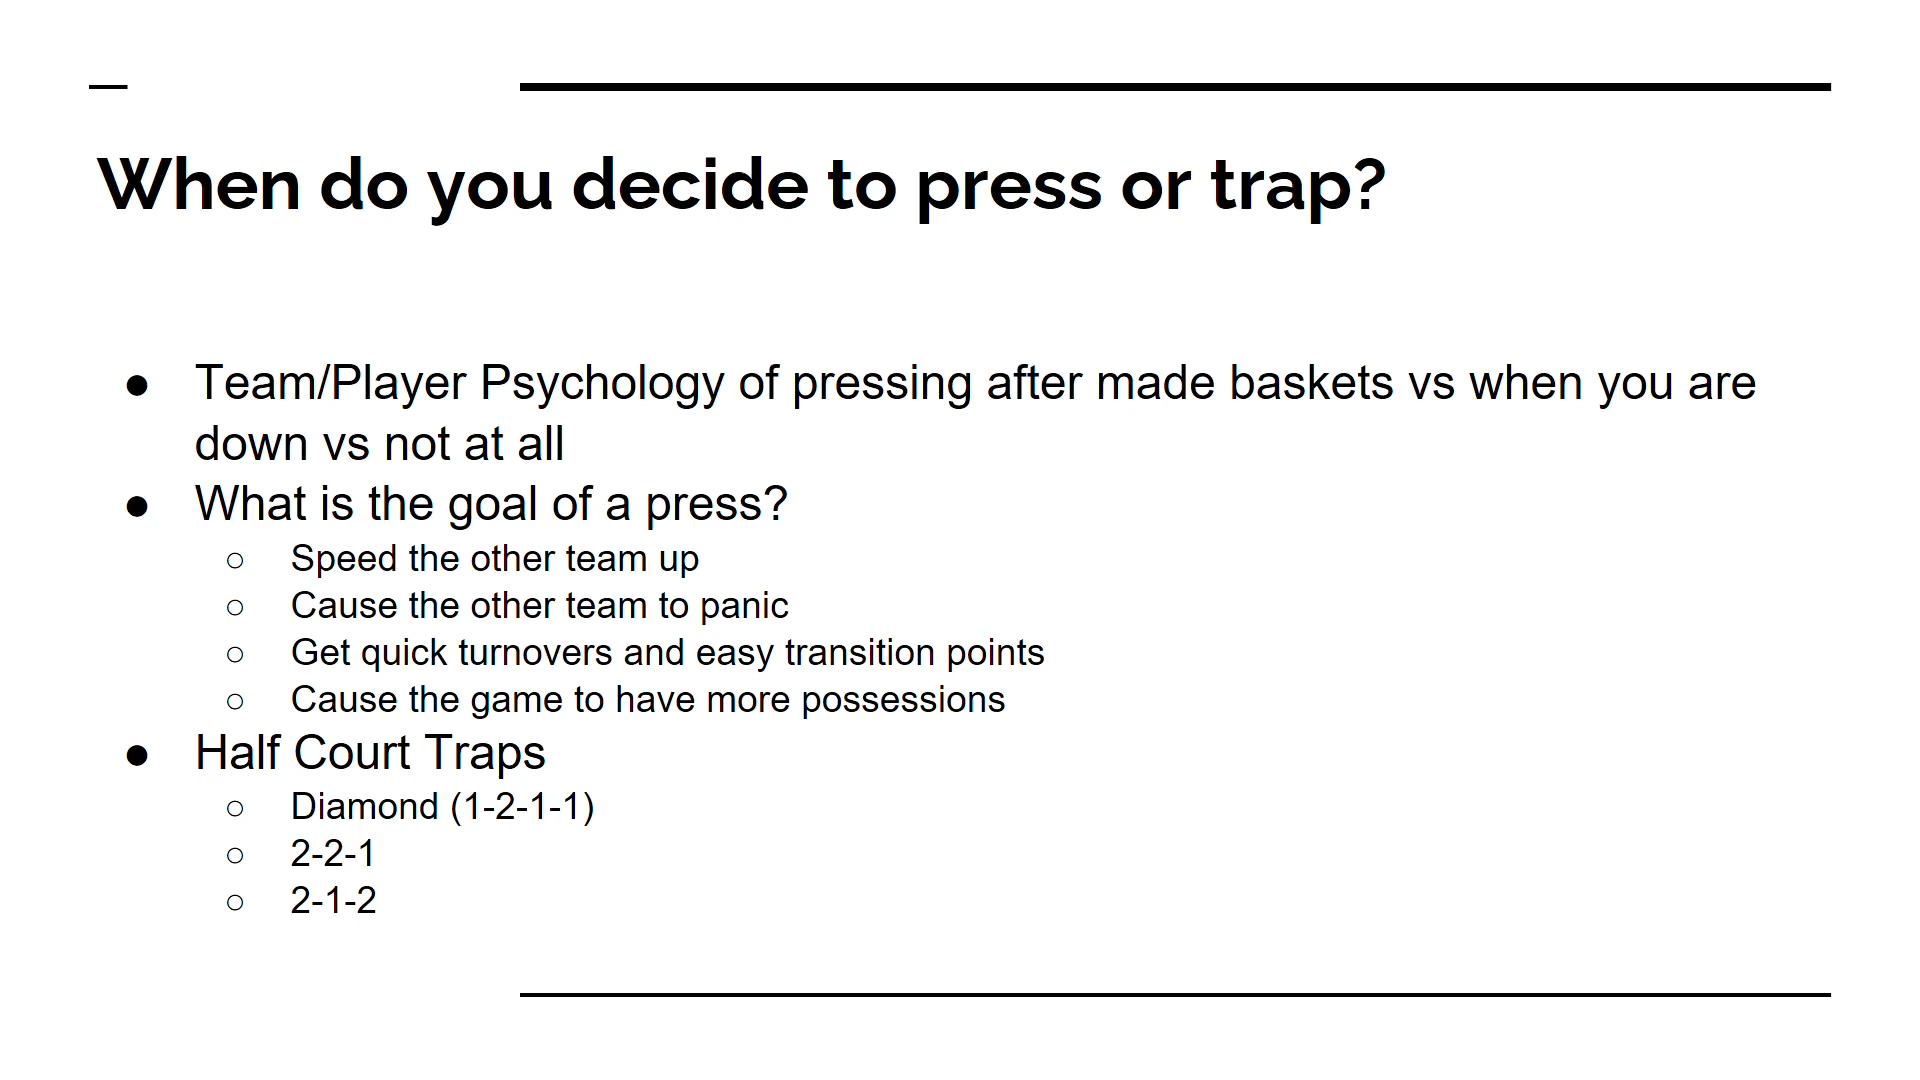 When do you decide to press or trap?
● Team/Player Psychology of pressing after made baskets vs when you are
down vs not at all
● What is the goal of a press?
○ Speed the other team up
○ Cause the other team to panic
○ Get quick turnovers and easy transition points
○ Cause the game to have more possessions
● Half Court Traps
○ Diamond (1-2-1-1)
○ 2-2-1
○ 2-1-2